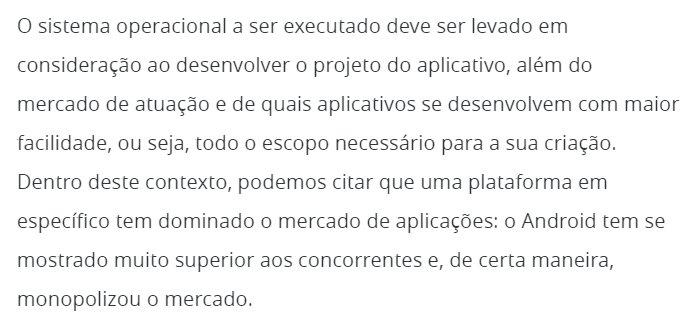 O sistema operacional a ser executado deve ser levado em
consideração ao desenvolver o projeto do aplicativo, além do
mercado de atuação e de quais aplicativos se desenvolvem com maior
facilidade, ou seja, todo o escopo necessário para a sua criação.
Dentro deste contexto, podemos citar que uma plataforma em
específico tem dominado o mercado de aplicações: o Android tem se
mostrado muito superior aos concorrentes e, de certa maneira,
monopolizou o mercado.